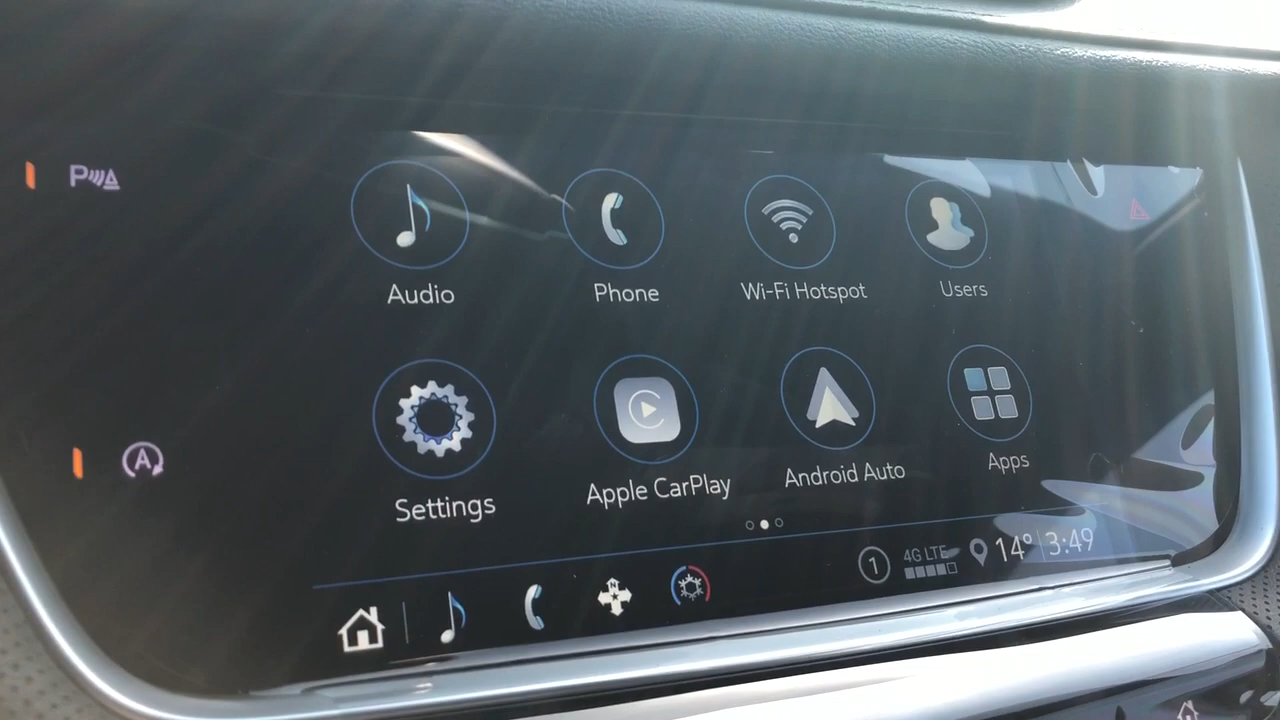 P
Audio
Phone
Wi-Fi Hotspot
Users
A
Settings
Apple CarPlay
Android Auto
Apps
N
1
4G LTE
14° 3:49